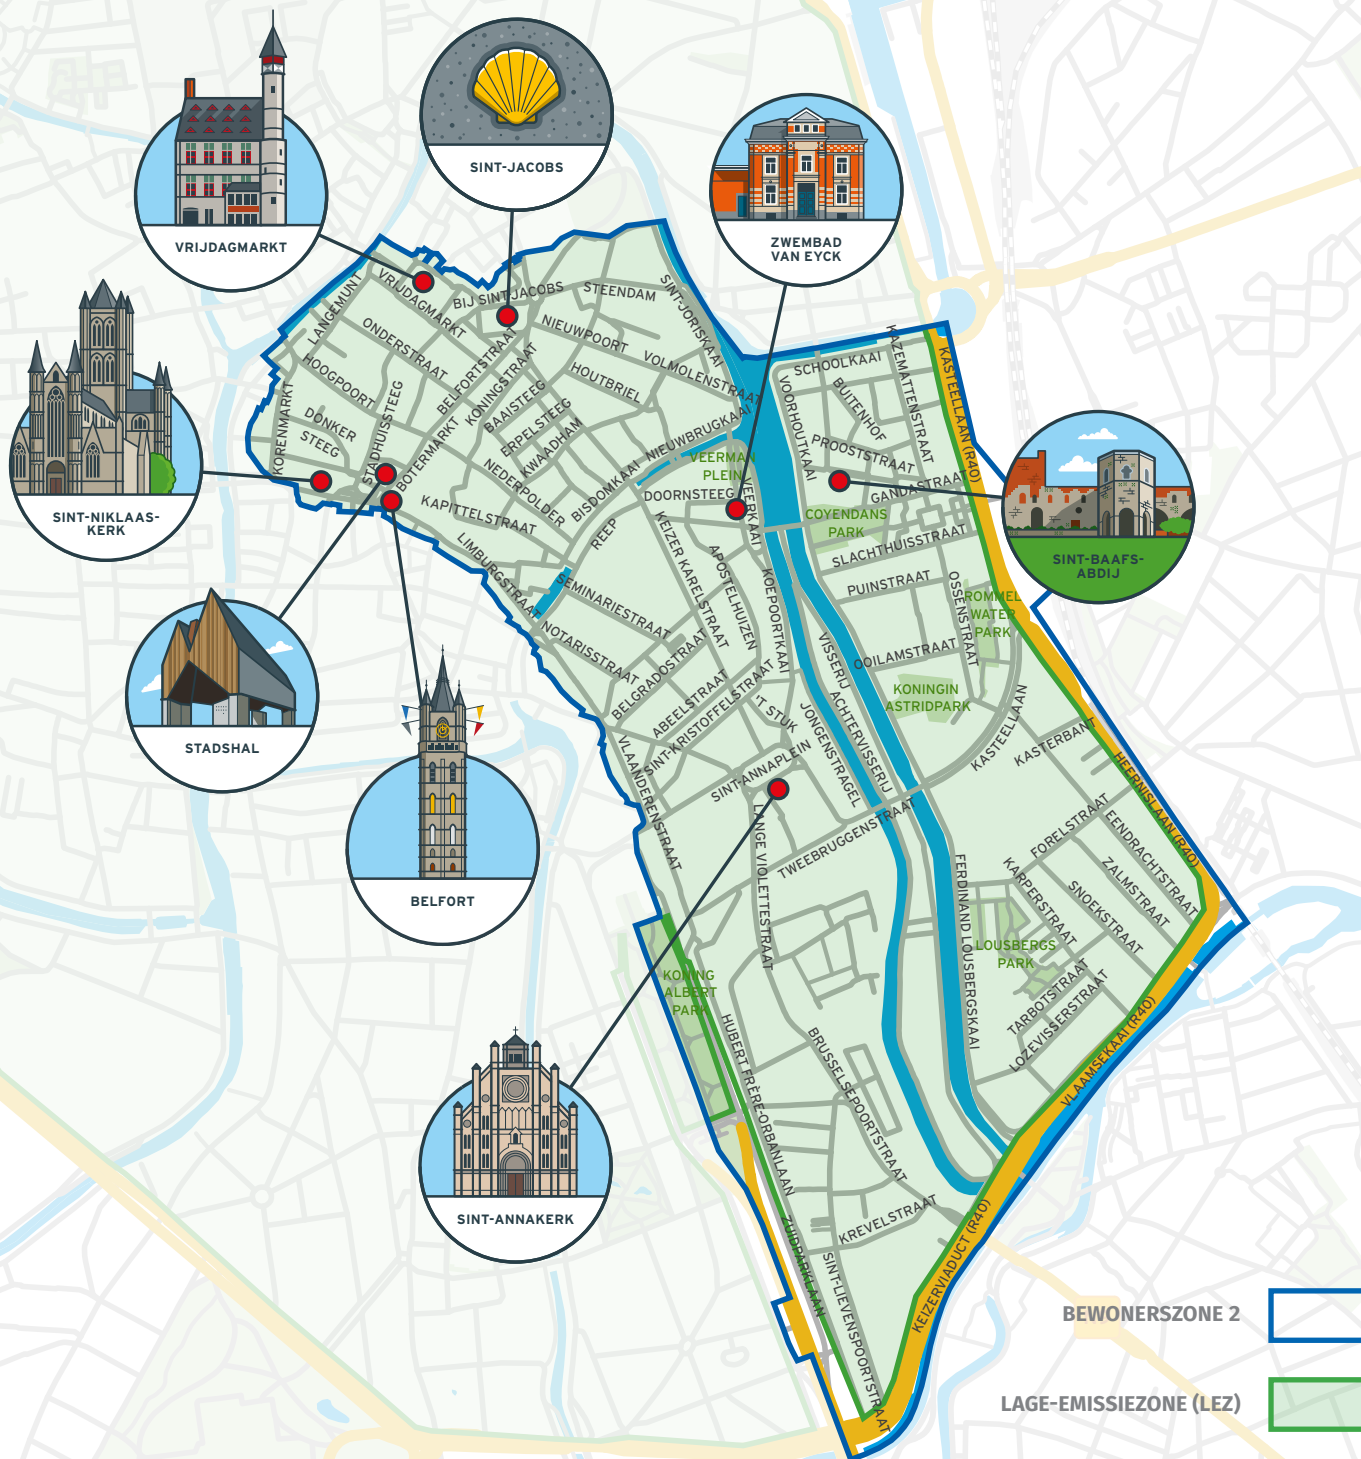 SINT-JACOBS
VRIJDAGMARKT
ZWEMBAD
VAN EYCK
SINT-NIKLAAS-
KERK
SINT-BAAFS-
ABDIJ
STADSHAL
BELFORT
SINT-ANNAKERK
LANGEMUNT
VRIJDAGMARKT
BIJ SINT-JACOBS
STEENDAM
SINT-JORISKAAI
ONDERSTRAAT
HOOGPOORT
BELFORTSTRAAT
NIEUWPOORT
VOLMOLENSTRAAT
HOUTBRIEL
KONINGSTRAAT
BAAISTEEG
ERPELSTEEG
KWAADHAM
NEDERPOLDER
KORENMARKT
DONKER
STEEG
STADHUISSTEEG
BOTERMARKT
KAPITTELSTRAAT
BISDOMKAAI
NIEUWBRUGKAAI
REEP
LIMBURGSTRAAT
VEERMAN
PLEIN
DOORNSTEEG
VEERKAAI
SCHOOLKAAI
KAZEMATTENSTRAAT
KASTEELLAAN (R40)
VOORHOUTKAAI
BUITENHOF
PROOSTSTRAAT
GANDASTRAAT
COYENDANS
PARK
SLACHTHUISSTRAAT
PUINSTRAAT
OSSENSTRAAT
ROMMEL
WATER
PARK
OOILAMSTRAAT
KONINGIN
ASTRIDPARK
KEIZER KARELSTRAAT
APOSTELHUIZEN
KOEPOORTKAAI
SEMINARIESTRAAT
NOTARISSTRAAT
BELGRADOSTRAAT
ABEELSTRAAT
SINT-KRISTOFFELSTRAAT
'T STUK
SINT-ANNAPLEIN
VISSERIJ
ACHTERVISSERIJ
JONGENSTRAGEL
KASTEELLAAN
KASTERBANT
HEERNISLAAN (R40)
VLAANDERENSTRAAT
LANGE VIOLETTESTRAAT
TWEEBRUGGENSTRAAT
FORELSTRAAT
EENDRACHTSTRAAT
ZALMSTRAAT
SNOEKSTRAAT
KARPERSTRAAT
FERDINAND LOUSBERGSKAAI
LOUSBERGS
PARK
TARBOTSTRAAT
LOZEVISSERSTRAAT
VLAAMSEKAAI (R40)
KONING
ALBERT
PARK
HUBERT FRÈRE-ORBANLAAN
BRUSSELSEPOORTSTRAAT
KREVELSTRAAT
ZUIDPARKLAAN
SINT-LIEVENSPOORTSTRAAT
KEIZERVIADUCT (R40)
BEWONERSZONE 2
LAGE-EMISSIEZONE (LEZ)